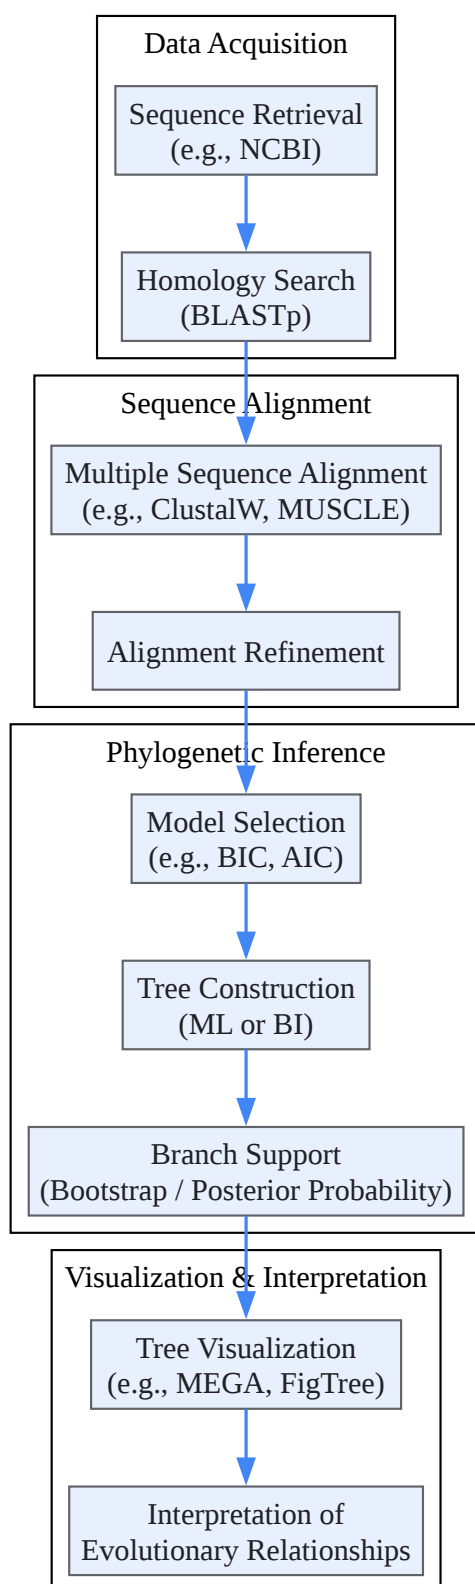 Data Acquisition
Sequence Retrieval
(e.g., NCBI)
Homology Search
(BLASTp)
Sequence Alignment
Multiple Sequence Alignment
(e.g., ClustalW, MUSCLE)
Alignment Refinement
Phylogenetic Inference
Model Selection
(e.g., BIC, AIC)
Tree Construction
(ML or BI)
Branch Support
(Bootstrap / Posterior Probability)
Visualization & Interpretation
Tree Visualization
(e.g., MEGA, FigTree)
Interpretation of
Evolutionary Relationships